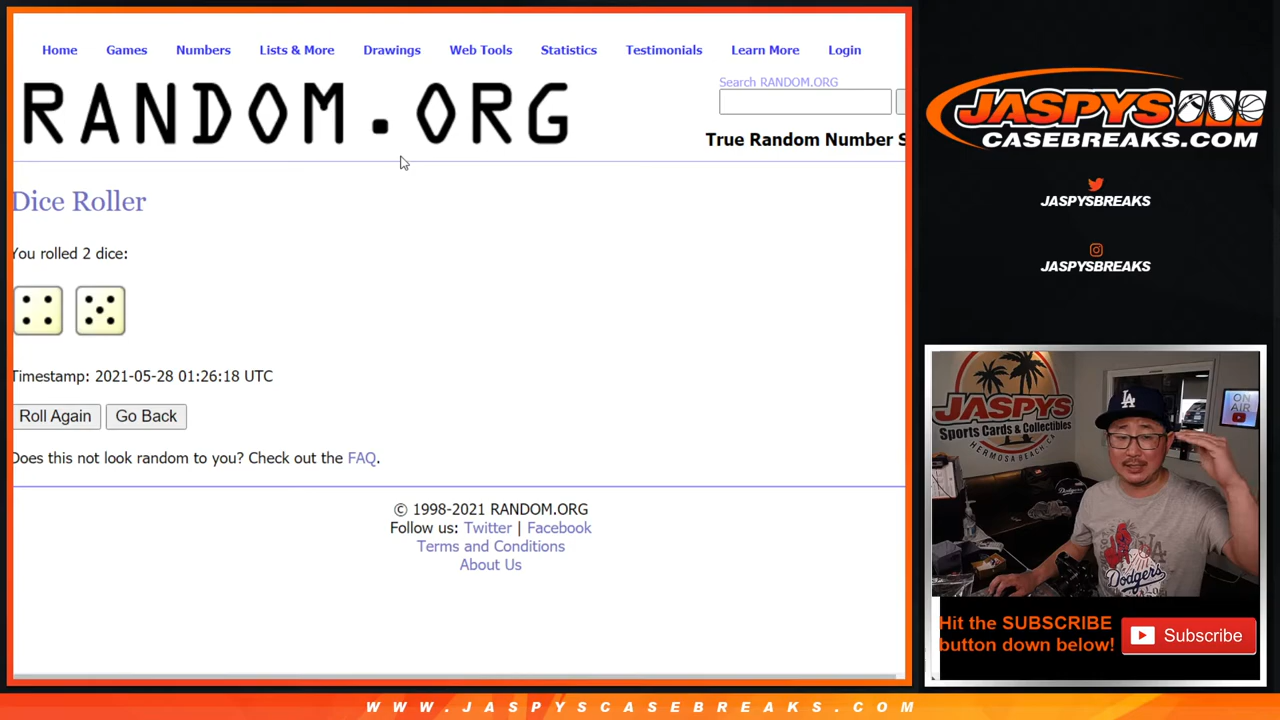 Home Games Numbers Lists & More Drawings Web Tools Statistics Testimonials Learn More Login
RANDOM.ORG
Search RANDOM.ORG
True Random Number S
Dice Roller
You rolled 2 dice:
Timestamp: 2021-05-28 01:26:18 UTC
Roll Again Go Back
Does this not look random to you? Check out the FAQ.
© 1998-2021 RANDOM.ORG
Follow us: Twitter | Facebook
Terms and Conditions
About Us
JASPYS
CASEBREAKS.COM
JASPYSBREAKS
JASPYSBREAKS
JASPYS
Sports Cards & Collectibles
HERMOSA BEACH, CA
ON
AIR
LA
Dodgers
Dodgers
Hit the SUBSCRIBE
button down below!
Subscribe
WWW.JASPYSCASEBREAKS.COM